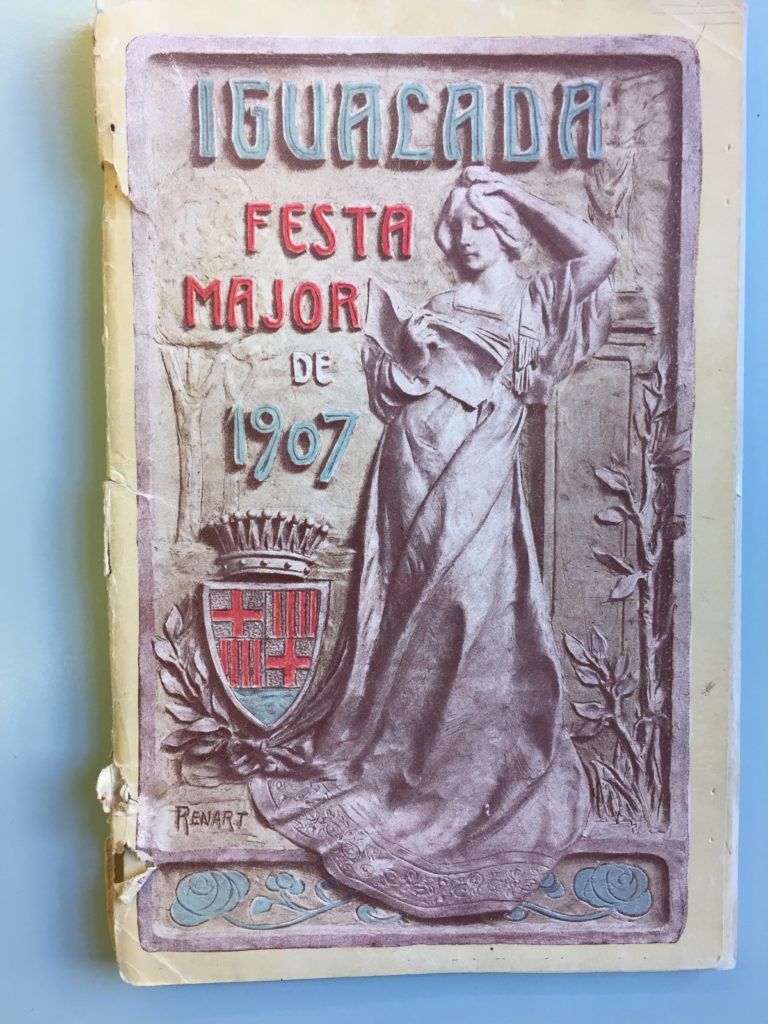 IGUALADA
FESTA
MAJOR
DE
1907
RENART